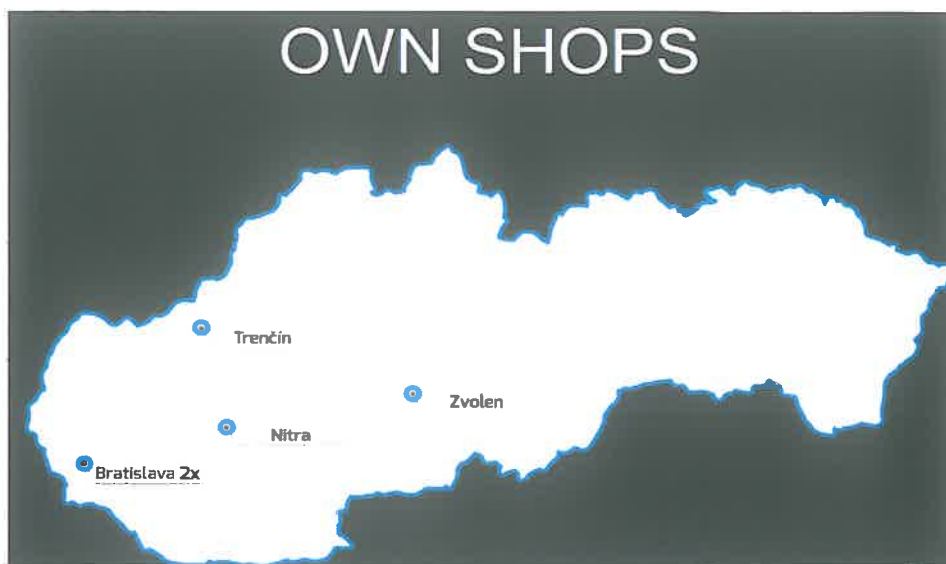 OWN SHOPS
Trenčín
Zvolen
Nitra
Bratislava 2x